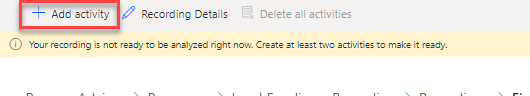 Add activity Recording Details Delete all activities
Your recording is not ready to be analyzed right now. Create at least two activities to make it ready.